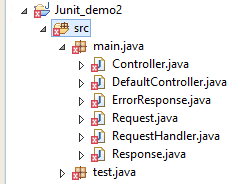 Junit_demo2
src
main.java
Controller.java
DefaultController.java
ErrorResponse.java
Request.java
RequestHandler.java
Response.java
test.java